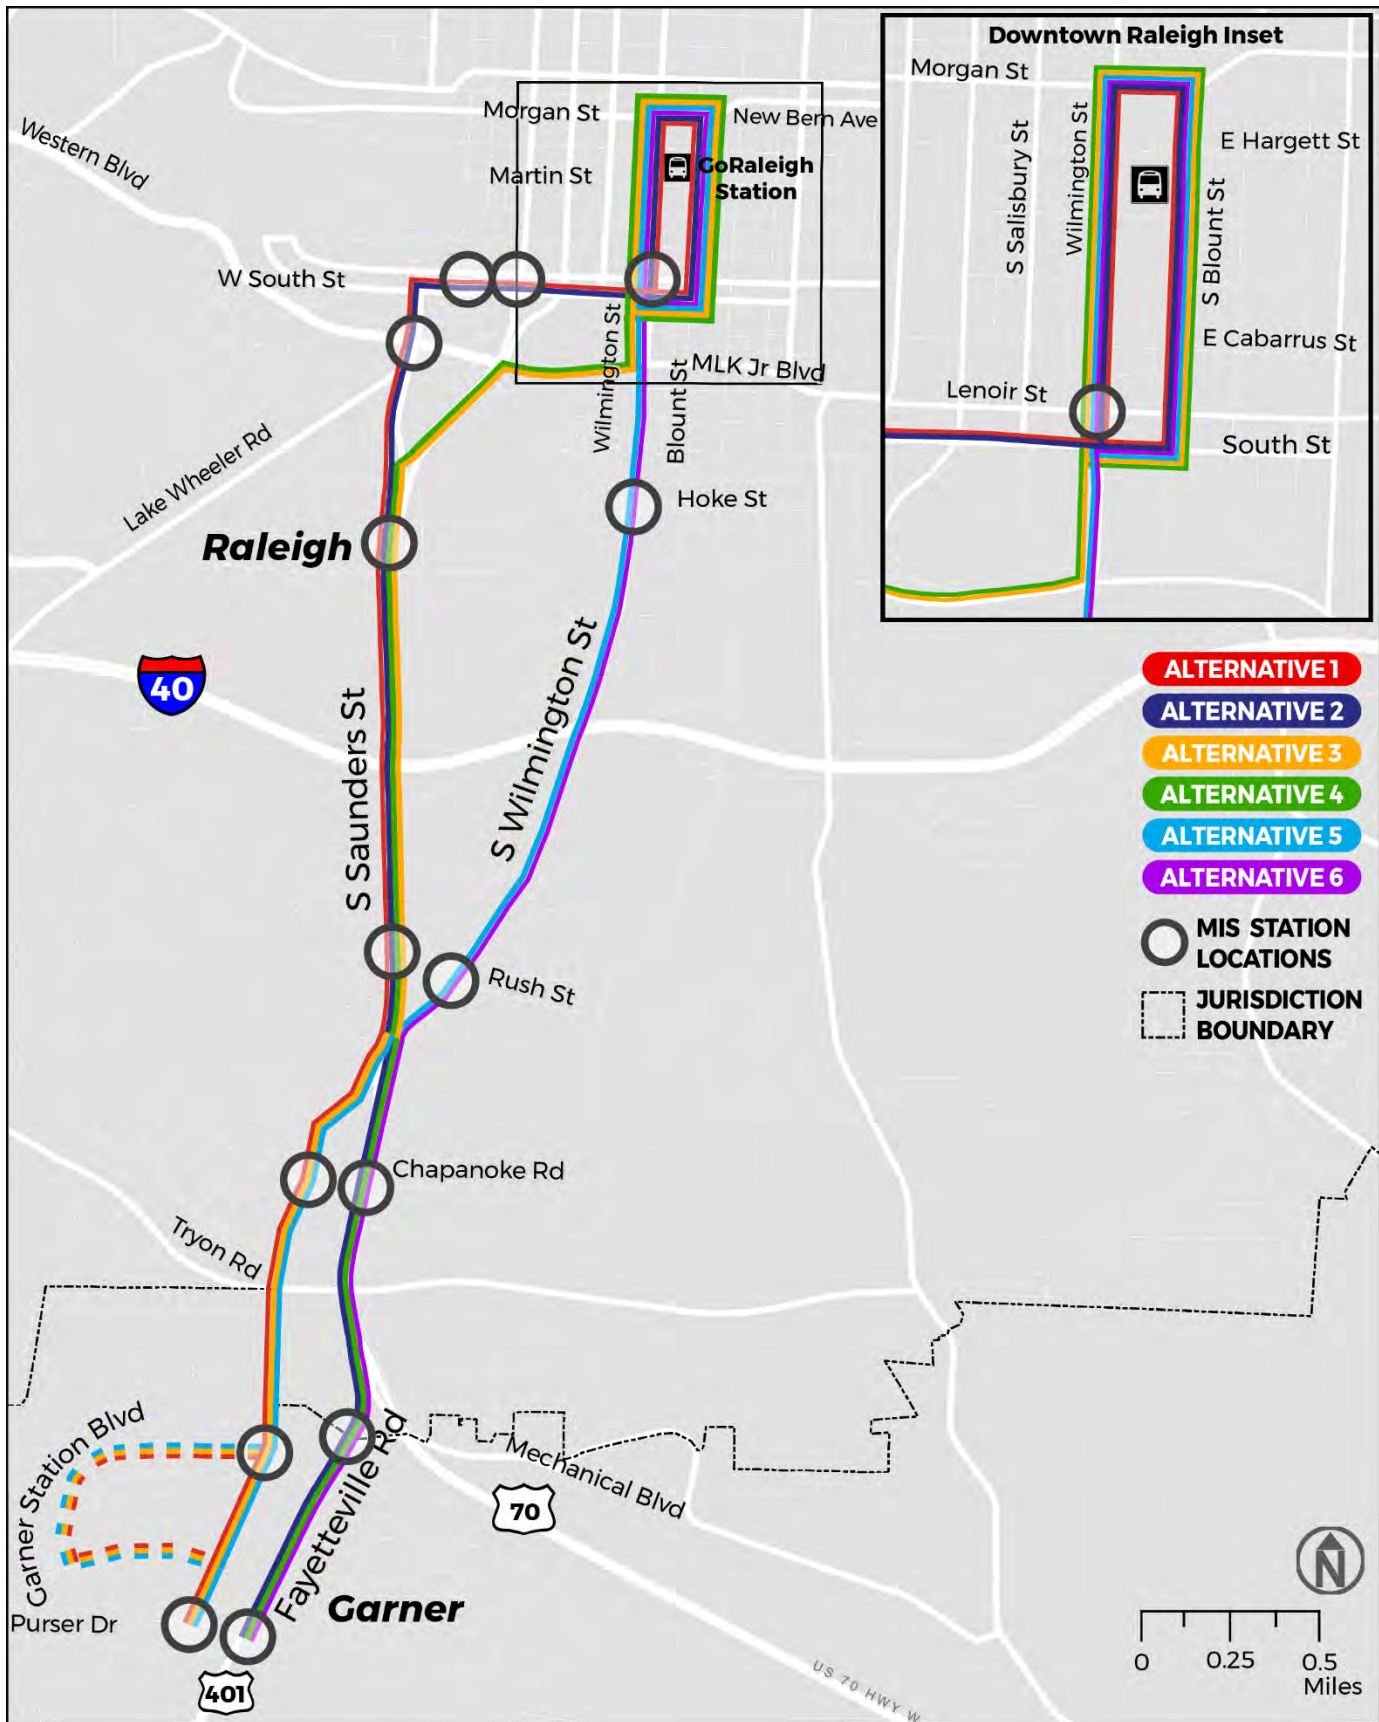 Downtown Raleigh Inset
Morgan St
S Salisbury St
Wilmington St
E Hargett St
S Blount St
E Cabarrus St
Lenoir St
South St
Morgan St
New Bern Ave
Western Blvd
Martin St
GoRaleigh
Station
W South St
Wilmington St
Blount St
MLK Jr Blvd
Lake Wheeler Rd
Hoke St
Raleigh
S Wilmington St
40
S Saunders St
ALTERNATIVE 1
ALTERNATIVE 2
ALTERNATIVE 3
ALTERNATIVE 4
ALTERNATIVE 5
ALTERNATIVE 6
MIS STATION
LOCATIONS
JURISDICTION
BOUNDARY
Rush St
Chapanoke Rd
Tryon Rd
Garner Station Blvd
Fayetteville Rd
Mechanical Blvd
70
Garner
Purser Dr
401
US 70 HWY W
N
0 0.25 0.5
Miles